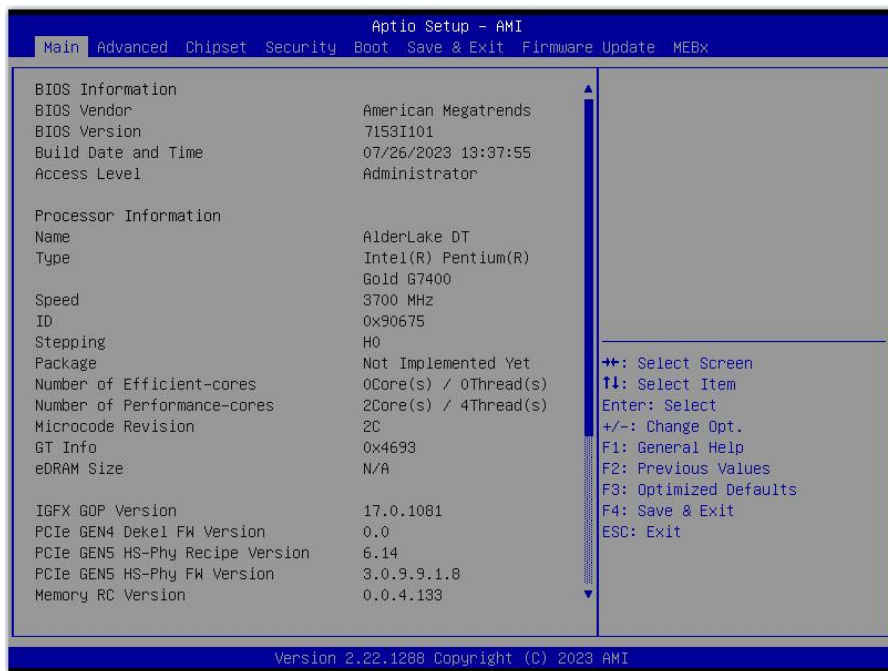 Aptio Setup – AMI
Main Advanced Chipset Security Boot Save & Exit Firmware Update MEBx
BIOS Information
BIOS Vendor American Megatrends
BIOS Version 7153I101
Build Date and Time 07/26/2023 13:37:55
Access Level Administrator
Processor Information
Name AlderLake DT
Type Intel(R) Pentium(R)
Gold G7400
Speed 3700 MHz
ID 0x90675
Stepping H0
Package Not Implemented Yet
Number of Efficient-cores 0Core(s) / 0Thread(s)
Number of Performance-cores 2Core(s) / 4Thread(s)
Microcode Revision 2C
GT Info 0x4693
eDRAM Size N/A
IGFX GOP Version 17.0.1081
PCIe GEN4 Dekel FW Version 0.0
PCIe GEN5 HS-Phy Recipe Version 6.14
PCIe GEN5 HS-Phy FW Version 3.0.9.9.1.8
Memory RC Version 0.0.4.133
→←: Select Screen
↑↓: Select Item
Enter: Select
+/-: Change Opt.
F1: General Help
F2: Previous Values
F3: Optimized Defaults
F4: Save & Exit
ESC: Exit
Version 2.22.1288 Copyright (C) 2023 AMI